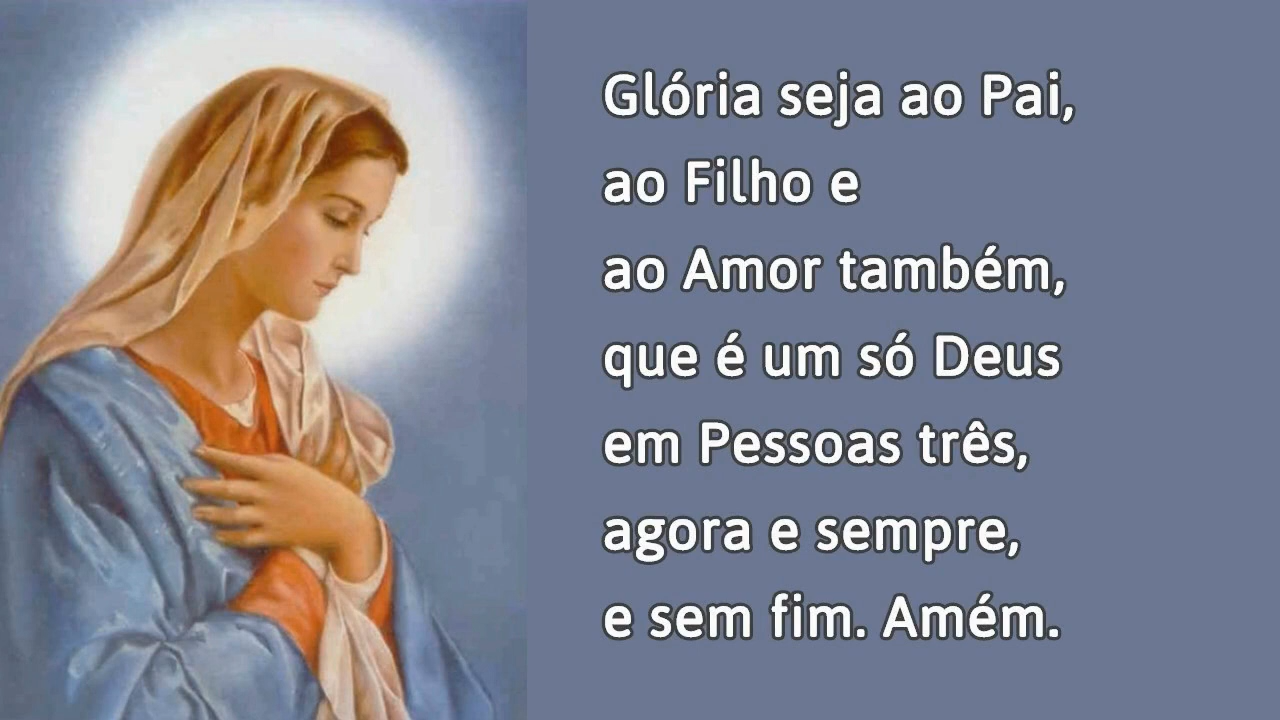 Glória seja ao Pai,
ao Filho e
ao Amor também,
que é um só Deus
em Pessoas três,
agora e sempre,
e sem fim. Amém.